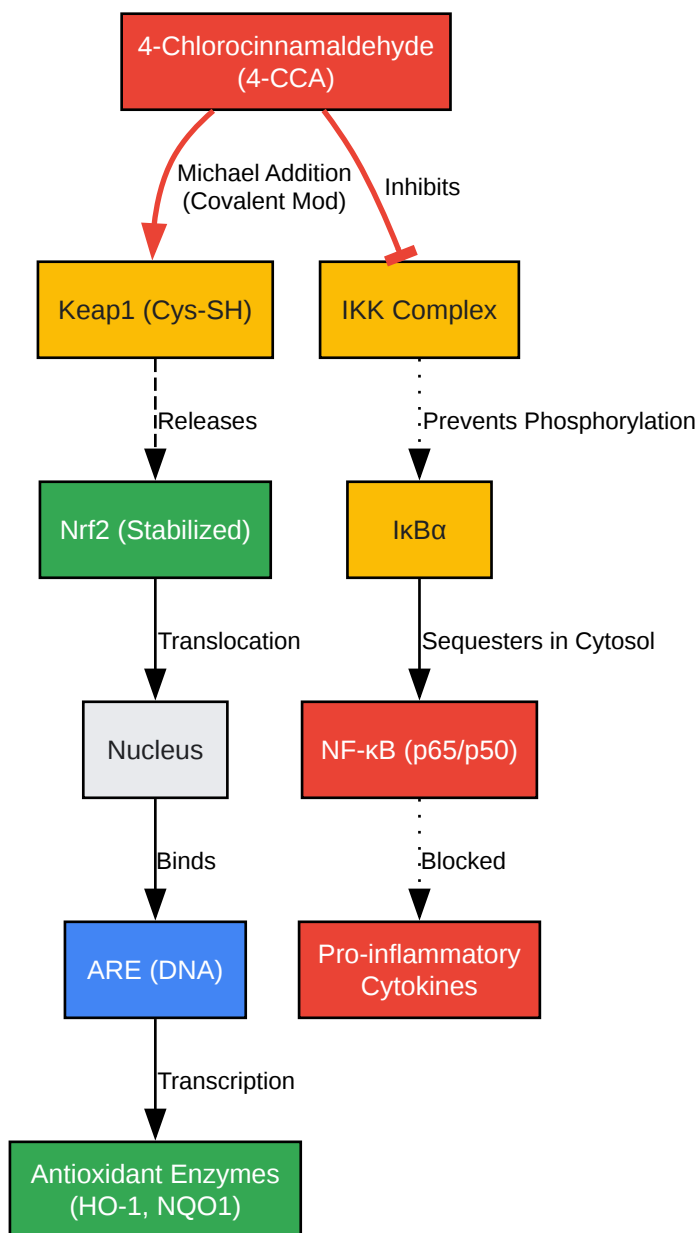 4-Chlorocinnamaldehyde
(4-CCA)
Michael Addition
(Covalent Mod)
Inhibits
Keap1 (Cys-SH)
IKK Complex
Releases
Prevents Phosphorylation
Nrf2 (Stabilized)
IκBα
Translocation
Sequesters in Cytosol
Nucleus
NF-κB (p65/p50)
Binds
Blocked
ARE (DNA)
Pro-inflammatory
Cytokines
Transcription
Antioxidant Enzymes
(HO-1, NQO1)